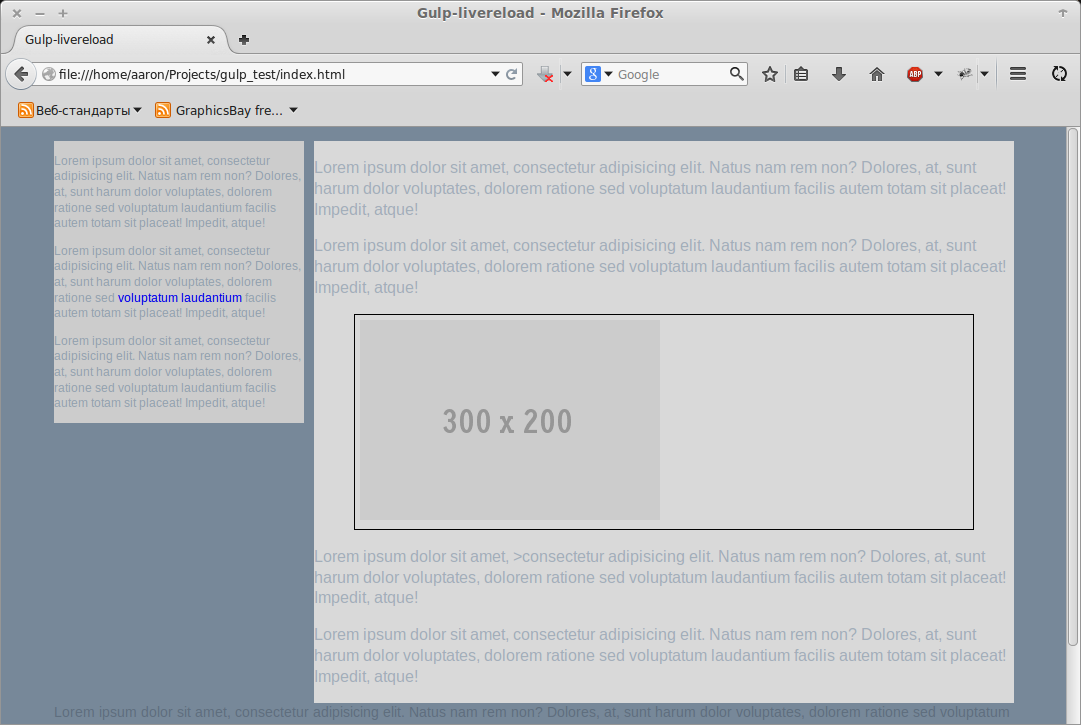 Gulp-livereload - Mozilla Firefox
Gulp-livereload
file:///home/aaron/Projects/gulp_test/index.html
Google
ABP
Веб-стандарты
GraphicsBay fre...
Lorem ipsum dolor sit amet, consectetur
adipisicing elit. Natus nam rem non? Dolores,
at, sunt harum dolor voluptates, dolorem
ratione sed voluptatum laudantium facilis
autem totam sit placeat! Impedit, atque!
Lorem ipsum dolor sit amet, consectetur
adipisicing elit. Natus nam rem non? Dolores,
at, sunt harum dolor voluptates, dolorem
ratione sed voluptatum laudantium facilis
autem totam sit placeat! Impedit, atque!
Lorem ipsum dolor sit amet, consectetur
adipisicing elit. Natus nam rem non? Dolores,
at, sunt harum dolor voluptates, dolorem
ratione sed voluptatum laudantium facilis
autem totam sit placeat! Impedit, atque!
Lorem ipsum dolor sit amet, consectetur adipisicing elit. Natus nam rem non? Dolores, at, sunt
harum dolor voluptates, dolorem ratione sed voluptatum laudantium facilis autem totam sit placeat!
Impedit, atque!
Lorem ipsum dolor sit amet, consectetur adipisicing elit. Natus nam rem non? Dolores, at, sunt
harum dolor voluptates, dolorem ratione sed voluptatum laudantium facilis autem totam sit placeat!
Impedit, atque!
300 x 200
Lorem ipsum dolor sit amet, >consectetur adipisicing elit. Natus nam rem non? Dolores, at, sunt
harum dolor voluptates, dolorem ratione sed voluptatum laudantium facilis autem totam sit placeat!
Impedit, atque!
Lorem ipsum dolor sit amet, consectetur adipisicing elit. Natus nam rem non? Dolores, at, sunt
harum dolor voluptates, dolorem ratione sed voluptatum laudantium facilis autem totam sit placeat!
Impedit, atque!
Lorem ipsum dolor sit amet, consectetur adipisicing elit. Natus nam rem non? Dolores, at, sunt harum dolor voluptates, dolorem ratione sed voluptatum